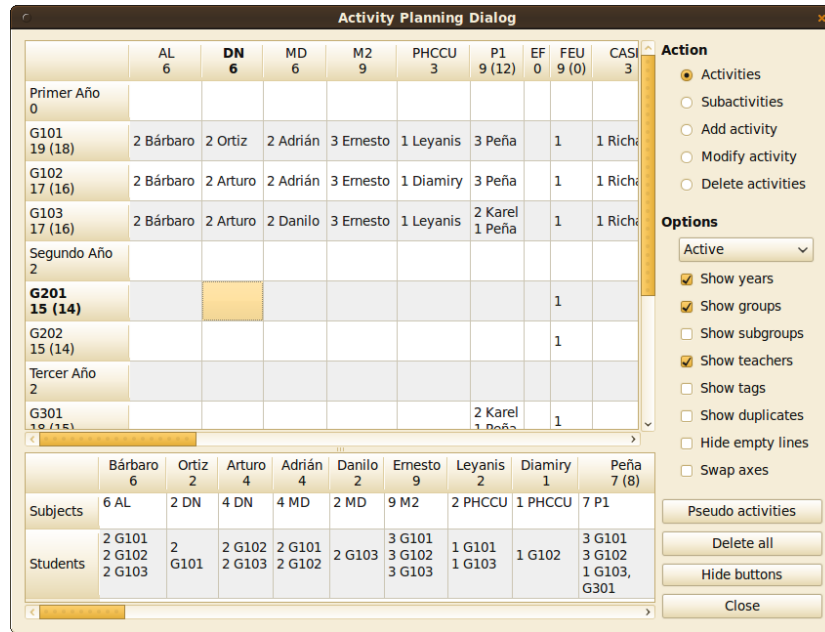 Activity Planning Dialog
AL DN MD M2 PHCCU P1 EF FEU
6 6 6 9 3 9 (12) 0 9 (0) 3
Primer Año
0
G101
19 (18)
2 Bárbaro 2 Ortiz 2 Adrián 3 Ernesto 1 Leyanis 3 Peña 1 1
G102
17 (16)
2 Bárbaro 2 Arturo 2 Adrián 3 Ernesto 1 Diamiry 3 Peña 1 1
G103
17 (16)
2 Bárbaro 2 Arturo 2 Danilo 3 Ernesto 1 Leyanis 2 Karel 1 1
1 Peña
Segundo Año
2
G201
15 (14)
1
G202
15 (14)
1
Tercer Año
2
G301
2 Karel
1
Action
Activities
Subactivities
Add activity
Modify activity
Delete activities
Options
Active
Show years
Show groups
Show subgroups
Show teachers
Show tags
Show duplicates
Hide empty lines
Swap axes
Pseudo activities
Delete all
Hide buttons
Close
Bárbaro Ortiz Arturo Adrián Danilo Ernesto Leyanis Diamiry Peña
6 2 4 4 2 9 2 1 7 (8)
Subjects 6 AL 2 DN 4 DN 4 MD 2 MD 9 M2 2 PHCCU 1 PHCCU 7 P1
Students
2 G101
2 G102
2 G103
2
G101
2 G102
2 G103
2 G101
2 G102
2 G103
3 G101
3 G102
3 G103
1 G101
1 G103
1 G102
3 G101
3 G102
1 G103,
G301